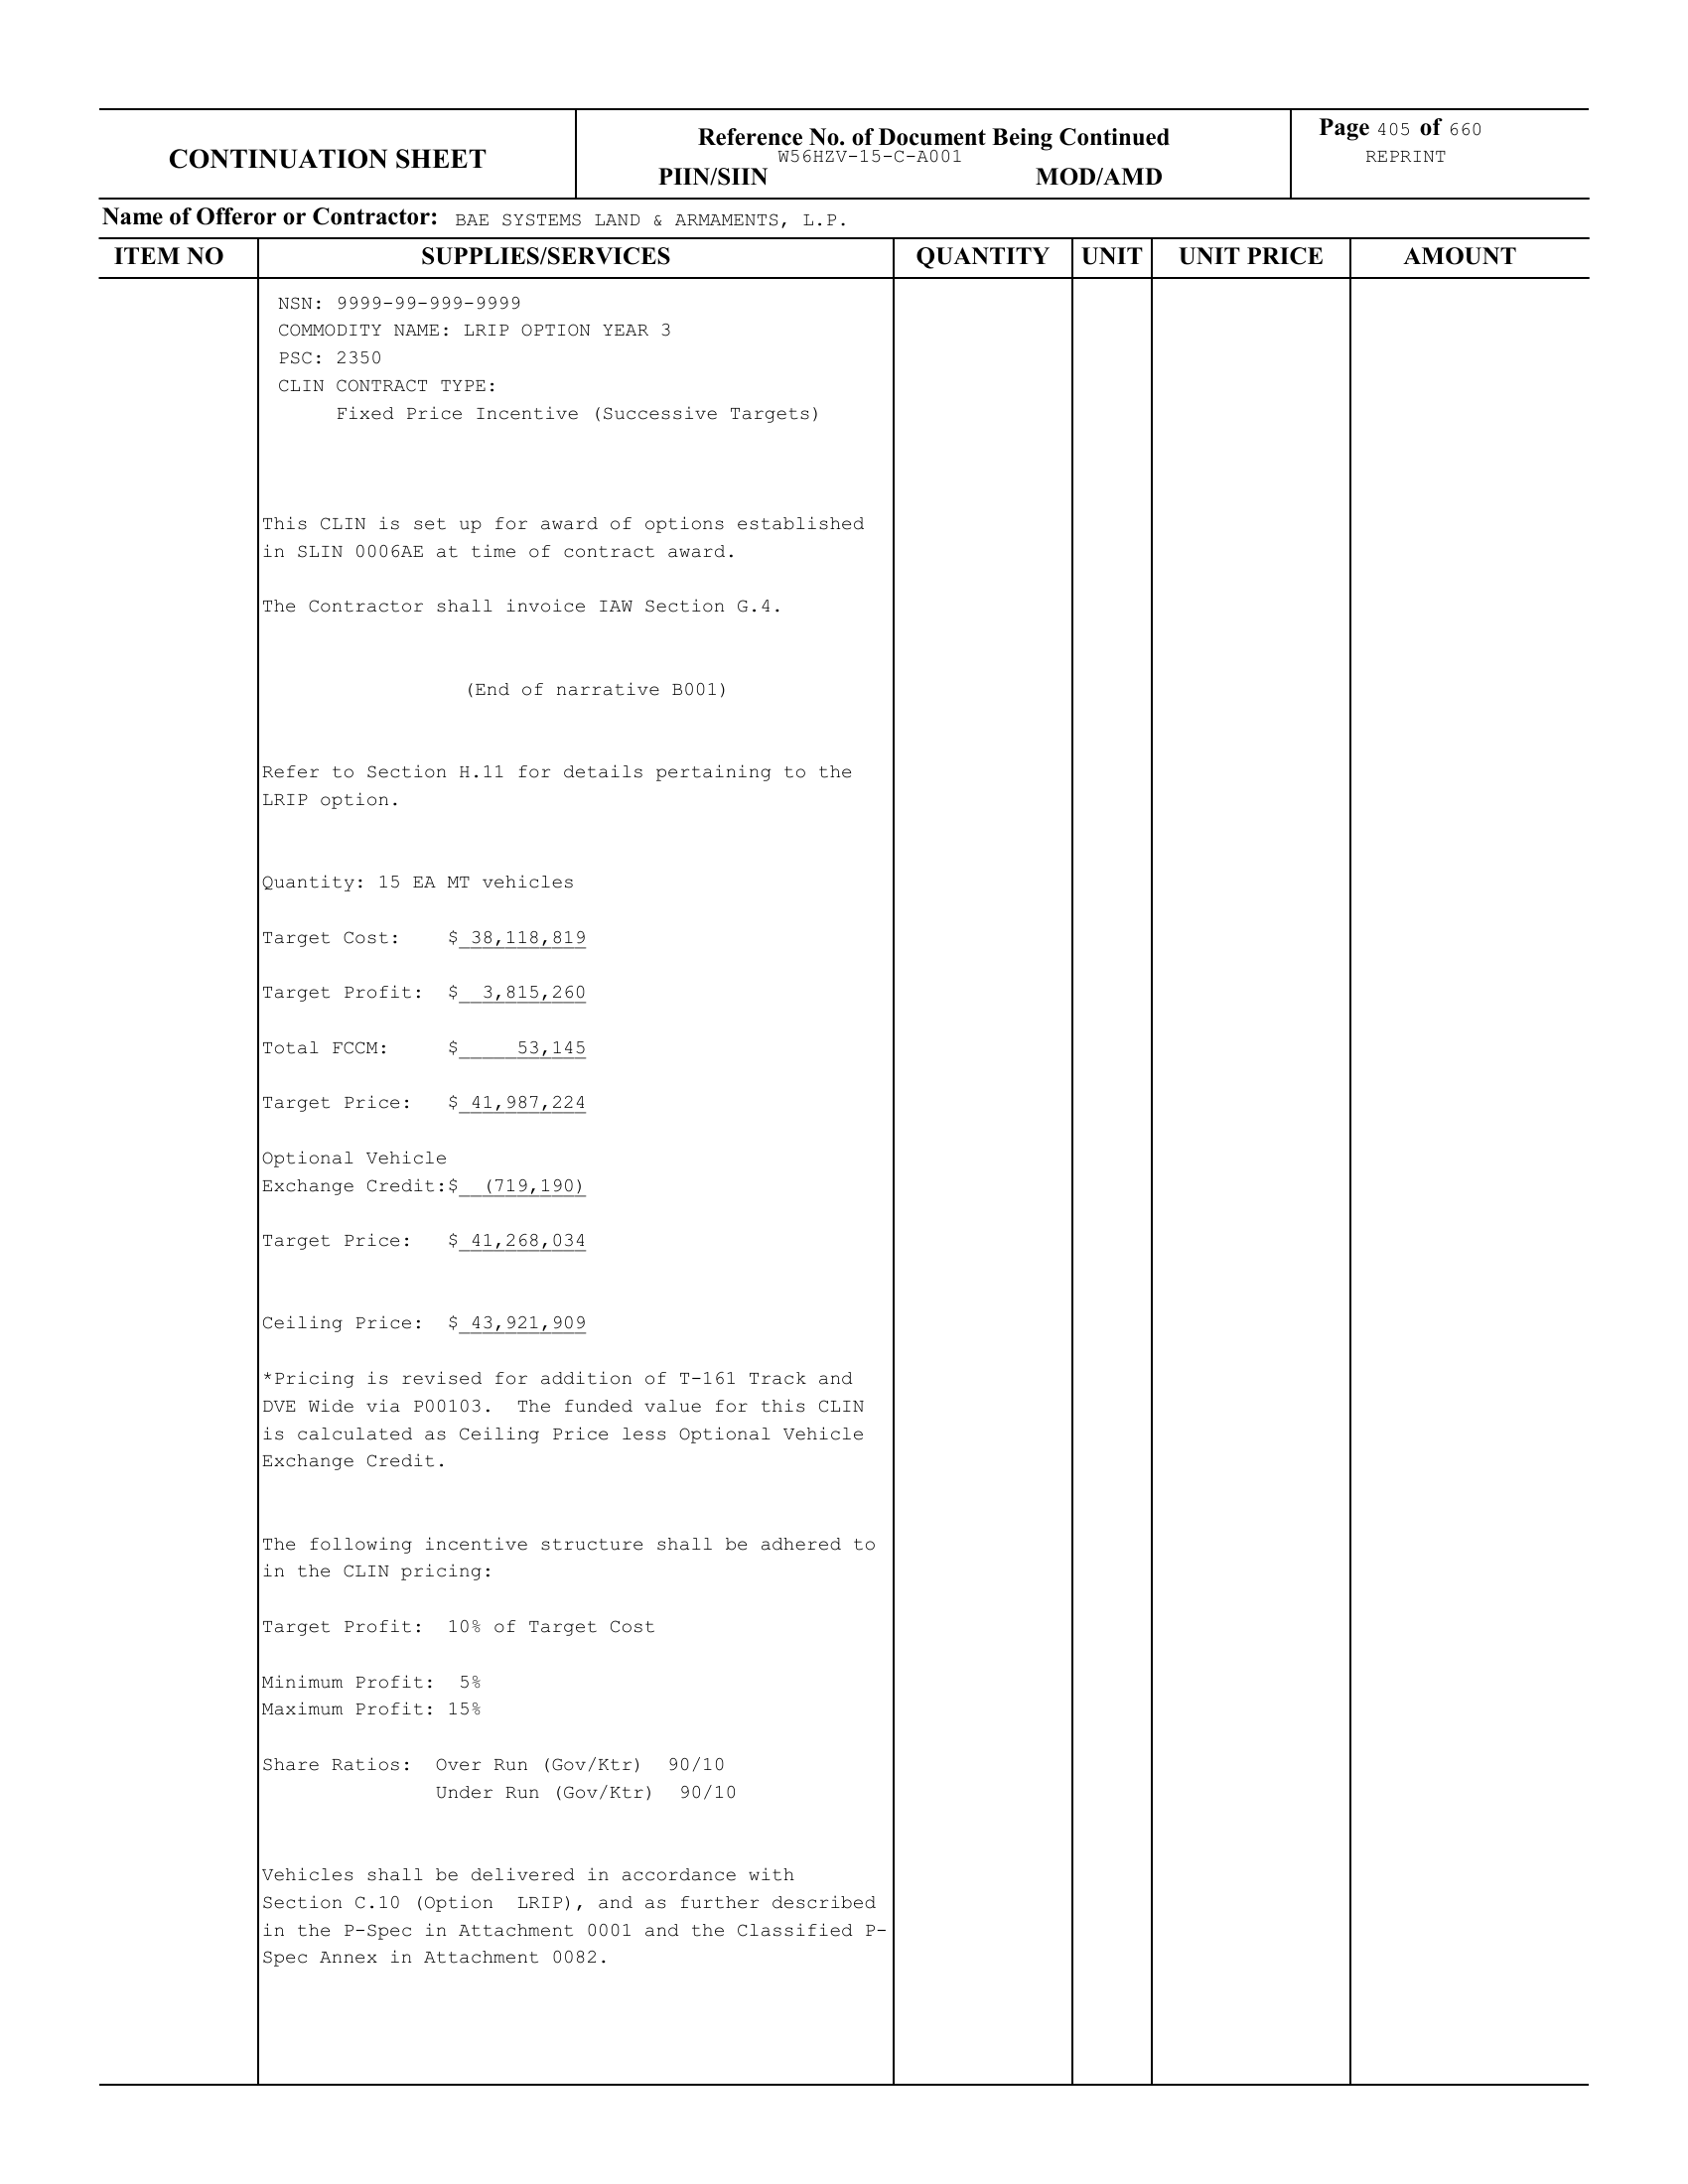 CONTINUATION SHEET
Reference No. of Document Being Continued
W56HZV-15-C-A001
PIIN/SIIN MOD/AMD
Page 405 of 660
REPRINT
Name of Offeror or Contractor: BAE SYSTEMS LAND & ARMAMENTS, L.P.
ITEM NO SUPPLIES/SERVICES QUANTITY UNIT UNIT PRICE AMOUNT
NSN: 9999-99-999-9999
COMMODITY NAME: LRIP OPTION YEAR 3
PSC: 2350
CLIN CONTRACT TYPE:
Fixed Price Incentive (Successive Targets)
This CLIN is set up for award of options established
in SLIN 0006AE at time of contract award.
The Contractor shall invoice IAW Section G.4.
(End of narrative B001)
Refer to Section H.11 for details pertaining to the
LRIP option.
Quantity: 15 EA MT vehicles
Target Cost: $ 38,118,819
Target Profit: $ 3,815,260
Total FCCM: $ 53,145
Target Price: $ 41,987,224
Optional Vehicle
Exchange Credit:$ (719,190)
Target Price: $ 41,268,034
Ceiling Price: $ 43,921,909
*Pricing is revised for addition of T-161 Track and
DVE Wide via P00103. The funded value for this CLIN
is calculated as Ceiling Price less Optional Vehicle
Exchange Credit.
The following incentive structure shall be adhered to
in the CLIN pricing:
Target Profit: 10% of Target Cost
Minimum Profit: 5%
Maximum Profit: 15%
Share Ratios: Over Run (Gov/Ktr) 90/10
Under Run (Gov/Ktr) 90/10
Vehicles shall be delivered in accordance with
Section C.10 (Option LRIP), and as further described
in the P-Spec in Attachment 0001 and the Classified P-
Spec Annex in Attachment 0082.